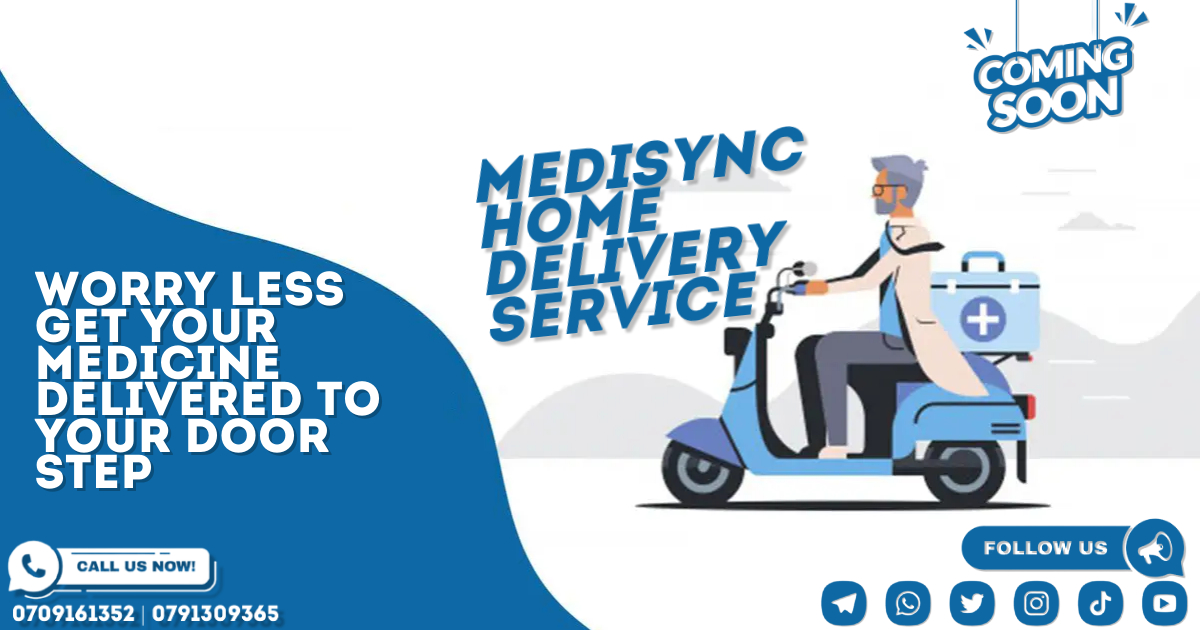 COMING
SOON
MEDISYNC
HOME
DELIVERY
SERVICE
WORRY LESS
GET YOUR
MEDICINE
DELIVERED TO
YOUR DOOR
STEP
CALL US NOW!
0709161352 | 0791309365
FOLLOW US